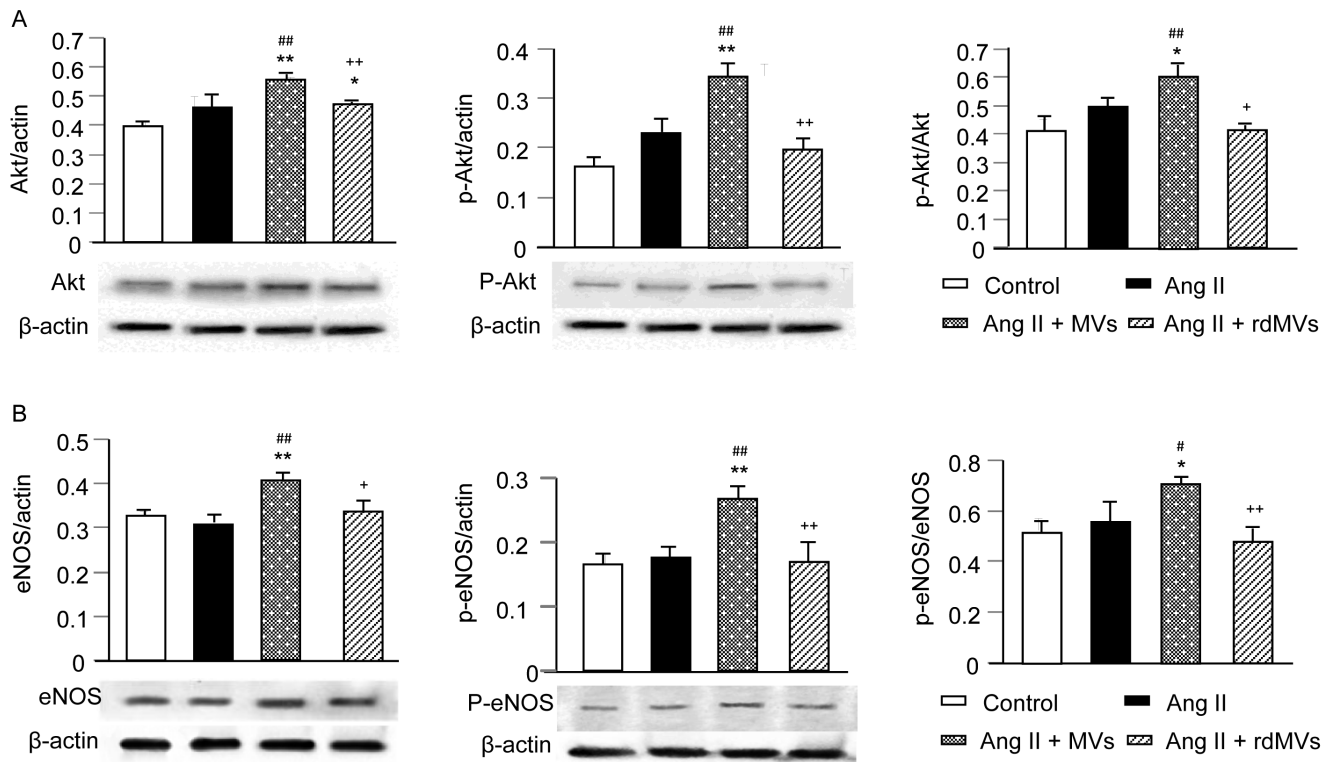 A
Akt/actin
0.7
0.6
0.5
0.4
0.3
0.2
0.1
0
##
**
++
*
Akt
β-actin
p-Akt/actin
0.4
0.3
0.2
0.1
0
##
**
++
P-Akt
β-actin
p-Akt/Akt
0.7
0.6
0.5
0.4
0.3
0.2
0.1
0
##
*
+
Control
Ang II
Ang II + MVs
Ang II + rdMVs
B
eNOS/actin
0.5
0.4
0.3
0.2
0.1
0
##
**
+
eNOS
β-actin
p-eNOS/actin
0.3
0.2
0.1
0
##
**
++
P-eNOS
β-actin
p-eNOS/eNOS
0.8
0.6
0.4
0.2
0
#
*
++
Control
Ang II
Ang II + MVs
Ang II + rdMVs